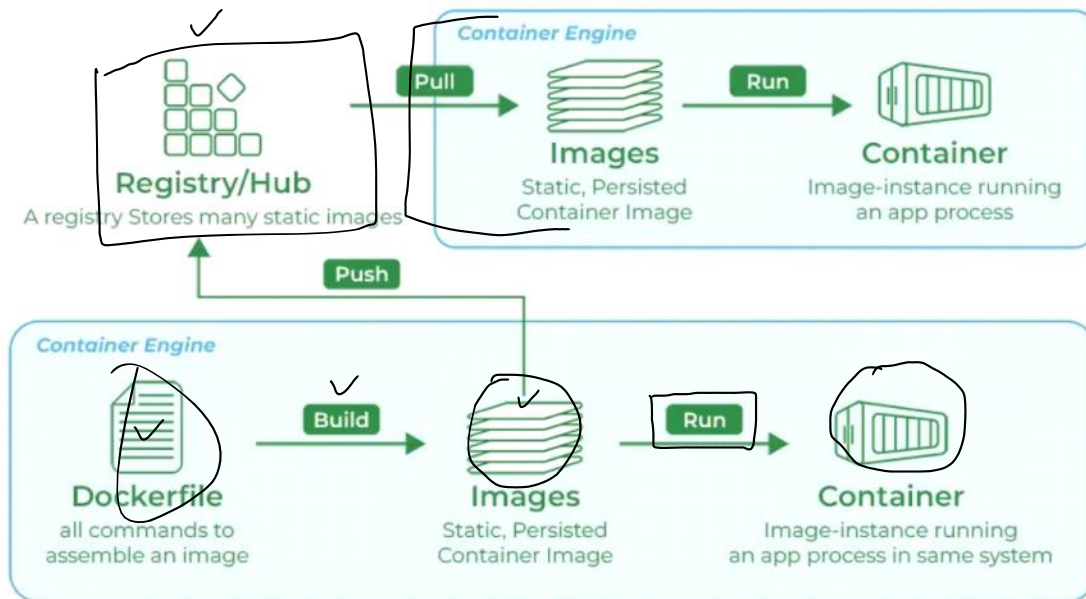 Container Engine
Pull
Run
Registry/Hub
A registry Stores many static images
Images
Static, Persisted
Container Image
Container
Image-instance running
an app process
Push
Container Engine
Build
Run
Dockerfile
all commands to
assemble an image
Images
Static, Persisted
Container Image
Container
Image-instance running
an app process in same system